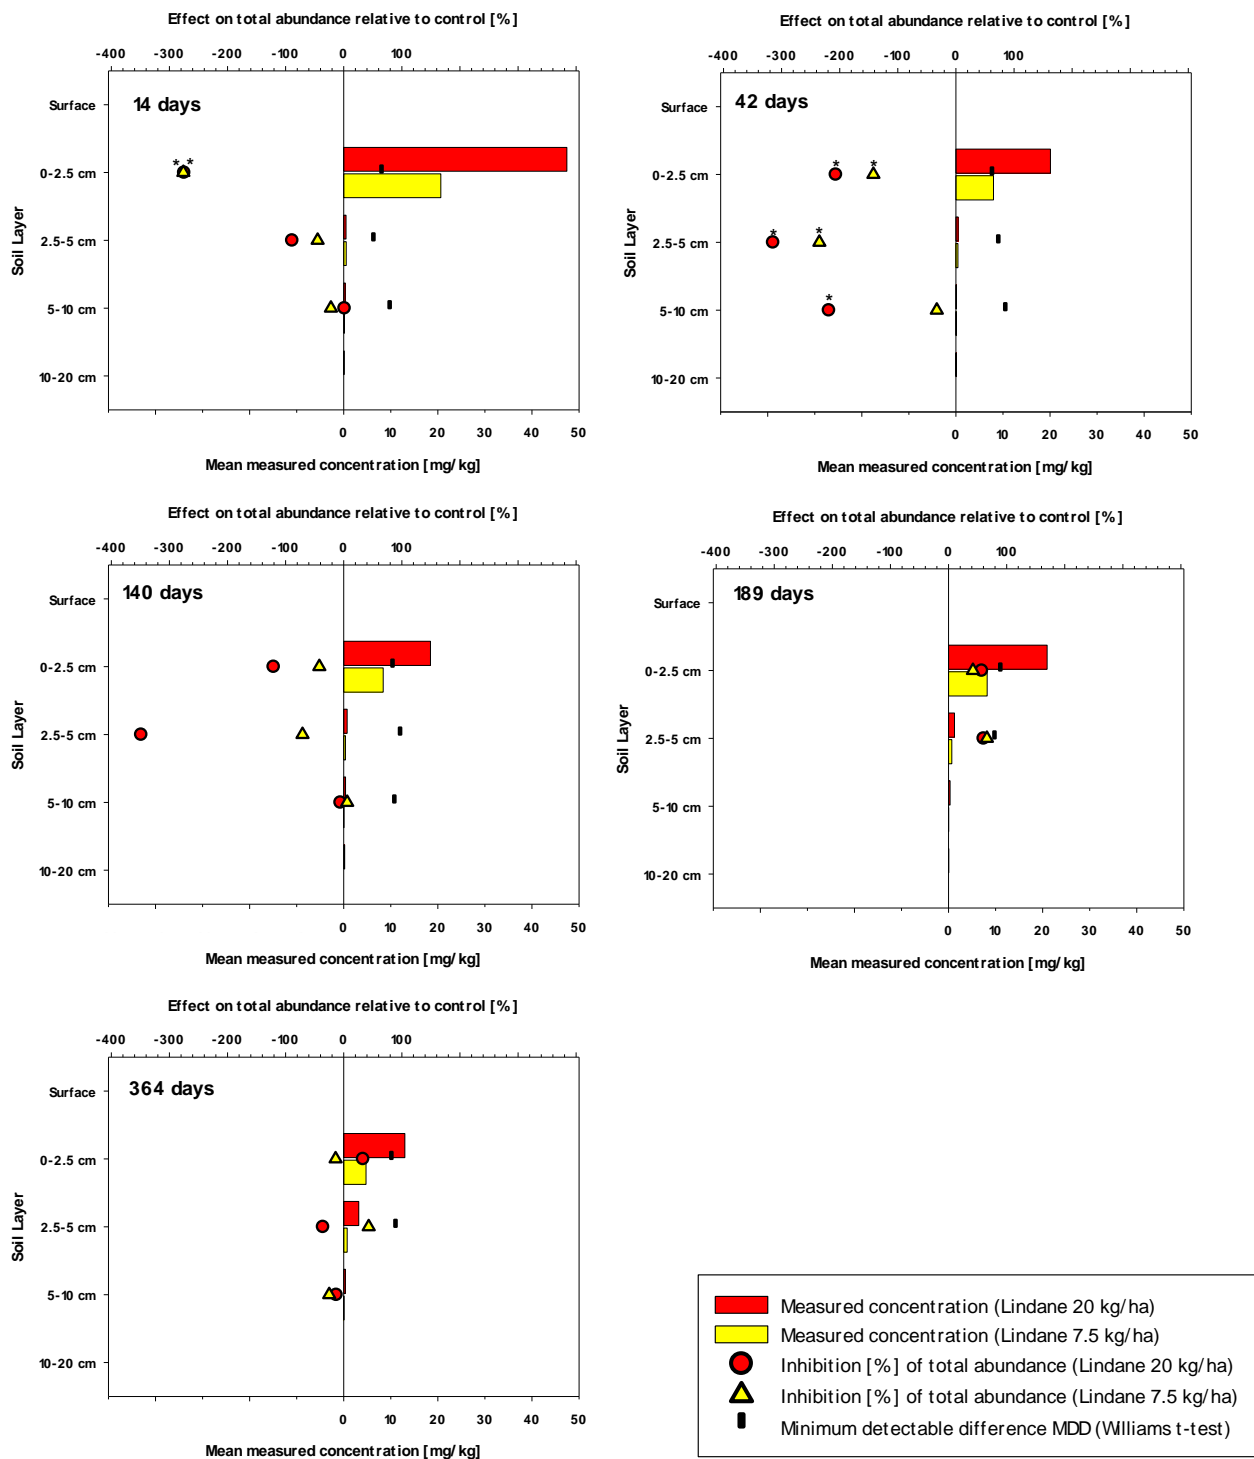 Effect on total abundance relative to control [%]
-400 -300 -200 -100 0 100
14 days
Soil Layer
Surface
* *
0-2.5 cm
2.5-5 cm
5-10 cm
10-20 cm
0 10 20 30 40 50
Mean measured concentration [mg/kg]
Effect on total abundance relative to control [%]
-400 -300 -200 -100 0 100
42 days
Soil Layer
Surface
* *
0-2.5 cm
* *
2.5-5 cm
*
5-10 cm
10-20 cm
0 10 20 30 40 50
Mean measured concentration [mg/kg]
Effect on total abundance relative to control [%]
-400 -300 -200 -100 0 100
140 days
Soil Layer
Surface
0-2.5 cm
2.5-5 cm
5-10 cm
10-20 cm
0 10 20 30 40 50
Mean measured concentration [mg/kg]
Effect on total abundance relative to control [%]
-400 -300 -200 -100 0 100
189 days
Soil Layer
Surface
0-2.5 cm
2.5-5 cm
5-10 cm
10-20 cm
0 10 20 30 40 50
Mean measured concentration [mg/kg]
Effect on total abundance relative to control [%]
-400 -300 -200 -100 0 100
364 days
Soil Layer
Surface
0-2.5 cm
2.5-5 cm
5-10 cm
10-20 cm
0 10 20 30 40 50
Mean measured concentration [mg/kg]
Measured concentration (Lindane 20 kg/ha)
Measured concentration (Lindane 7.5 kg/ha)
Inhibition [%] of total abundance (Lindane 20 kg/ha)
Inhibition [%] of total abundance (Lindane 7.5 kg/ha)
Minimum detectable difference MDD (Williams t-test)